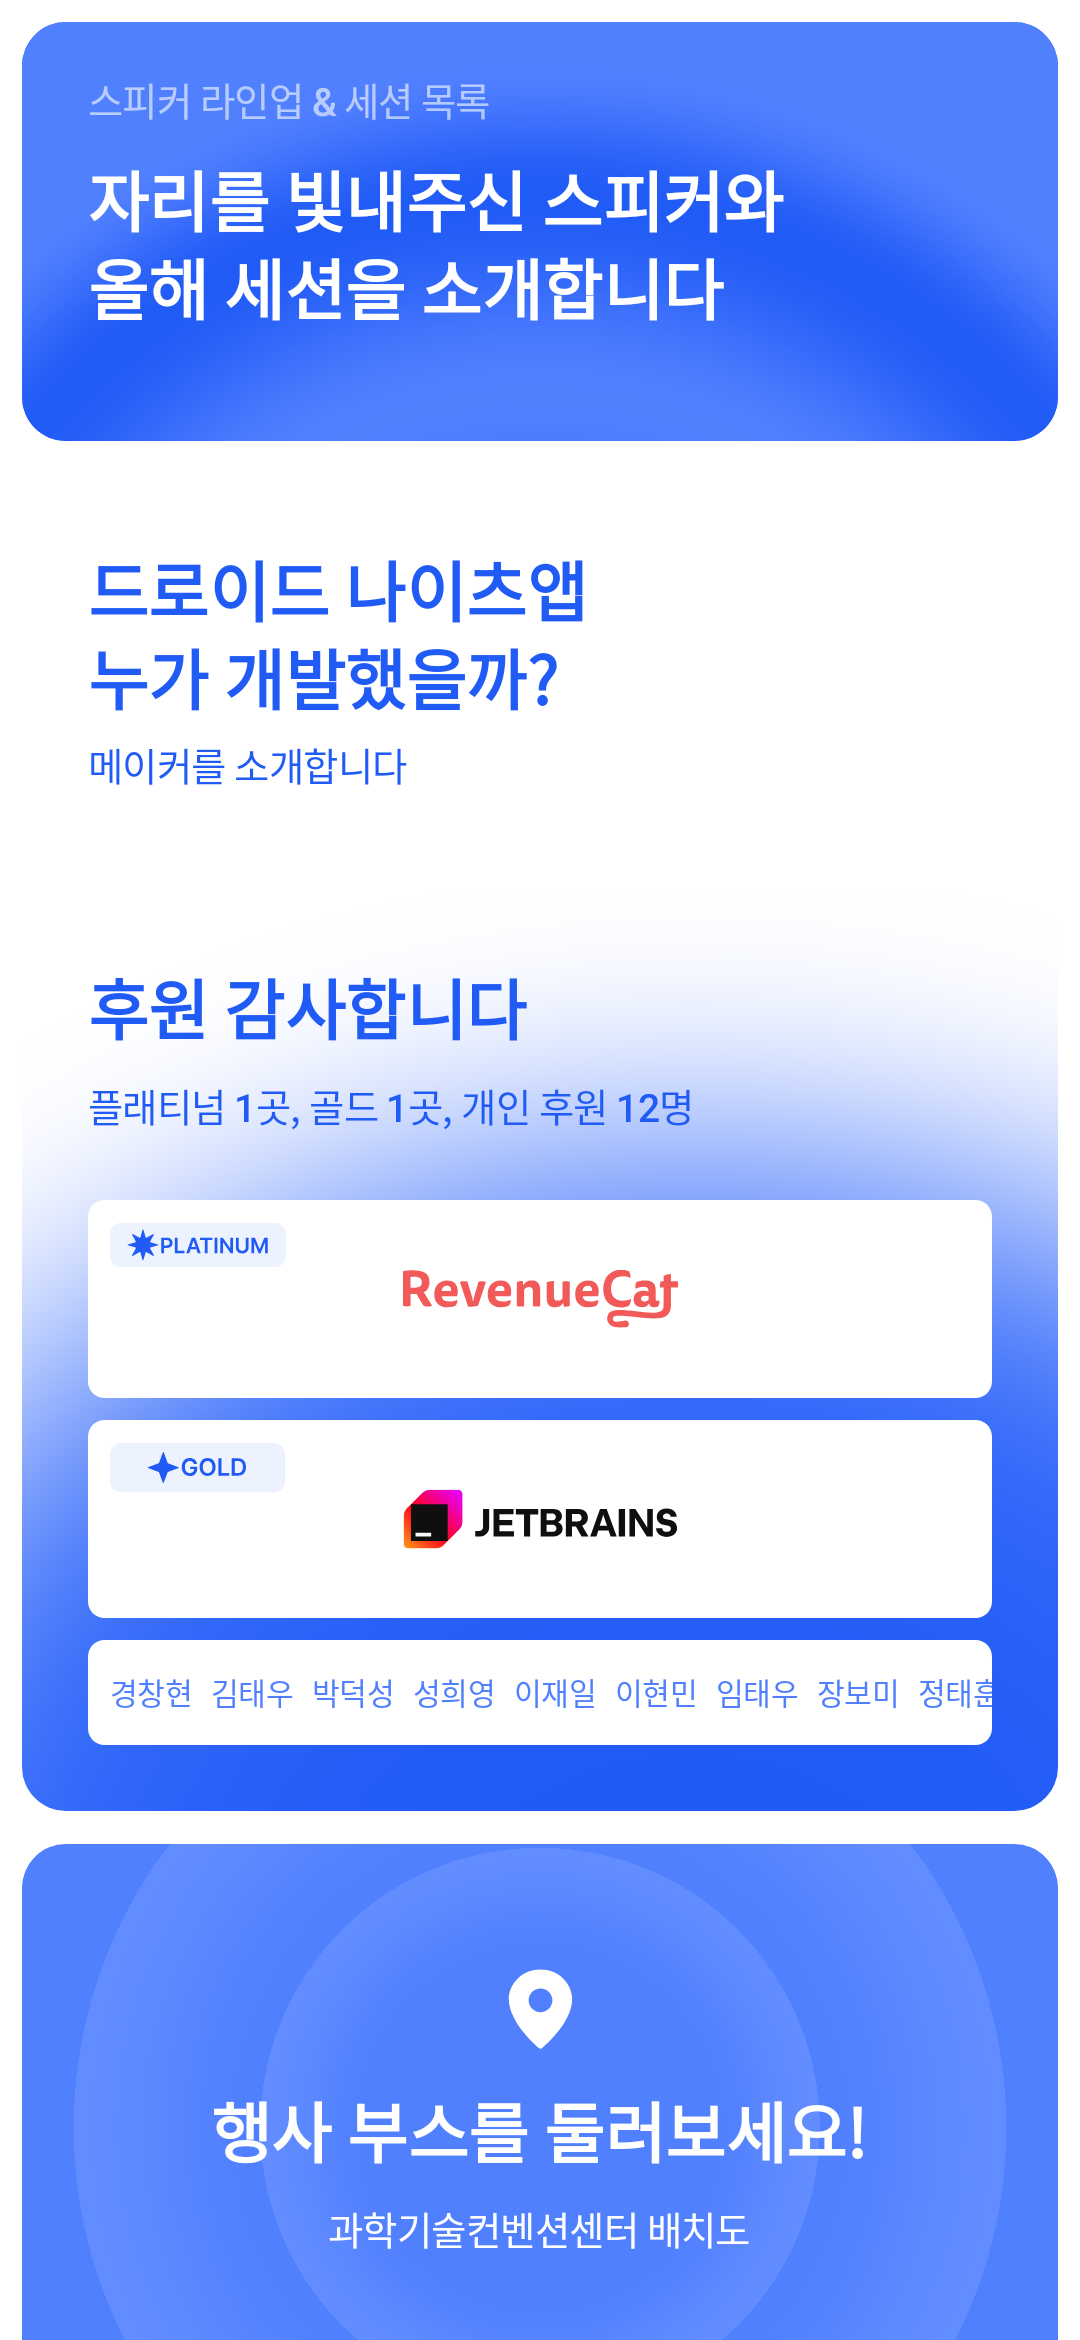 스피커 라인업 & 세션 목록
자리를 빛내주신 스피커와
올해 세션을 소개합니다
드로이드 나이츠앱
누가 개발했을까?
메이커를 소개합니다
후원 감사합니다
플래티넘 1곳, 골드 1곳, 개인 후원 12명
PLATINUM
RevenueCat
GOLD
JETBRAINS
경창현 김태우 박덕성 성희영 이재일 이현민 임태우 장보미 정태훈
행사 부스를 둘러보세요!
과학기술컨벤션센터 배치도